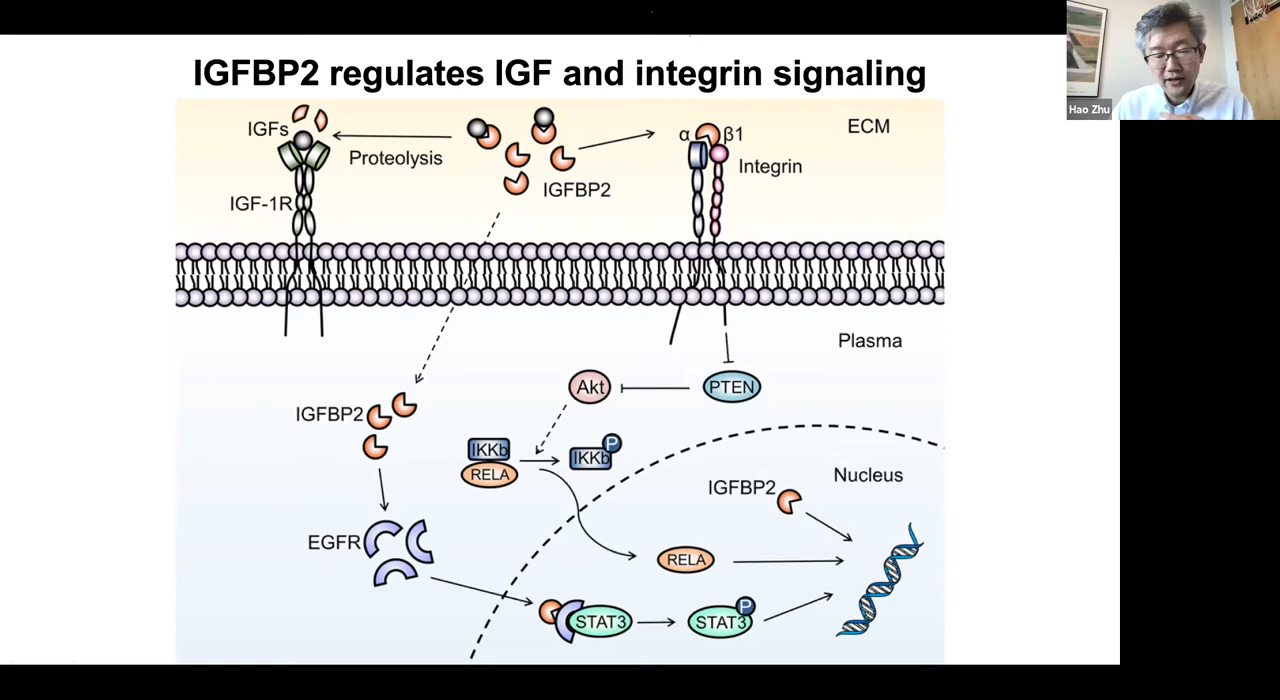 IGFBP2 regulates IGF and integrin signaling
Hao Zhu
IGFs
Proteolysis
IGFBP2
α
β1
ECM
Integrin
IGF-1R
Plasma
Akt
PTEN
IGFBP2
IKKb
RELA
P
IKKb
Nucleus
IGFBP2
EGFR
RELA
STAT3
P
STAT3